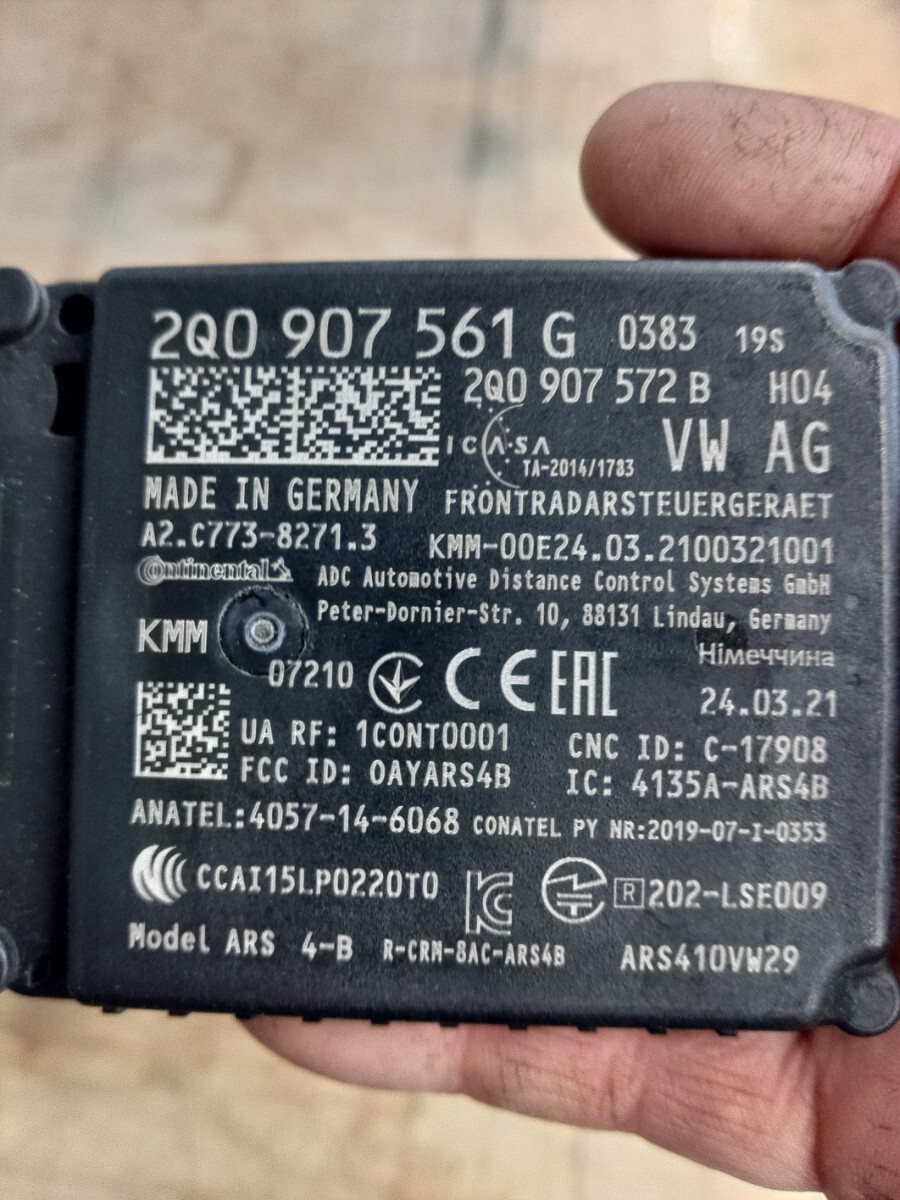 2Q0 907 561 G 0383 19S
2Q0 907 572 B H04
ICASA
TA-2014/1783
VW AG
MADE IN GERMANY FRONTRADARSTEUERGERAET
A2.C773-8271.3 KMM-00E24.03.2100321001
Continental ADC Automotive Distance Control Systems GmbH
Peter-Dornier-Str. 10, 88131 Lindau, Germany
KMM
Німеччина
07210 CE EAC
24.03.21
UA RF: 1CONT0001 CNC ID: C-17908
FCC ID: OAYARS4B IC: 4135A-ARS4B
ANATEL:4057-14-6068 CONATEL PY NR:2019-07-I-0353
CCAI15LP0220T0 KC R 202-LSE009
Model ARS 4-B R-CRM-8AC-ARS4B ARS410VW29